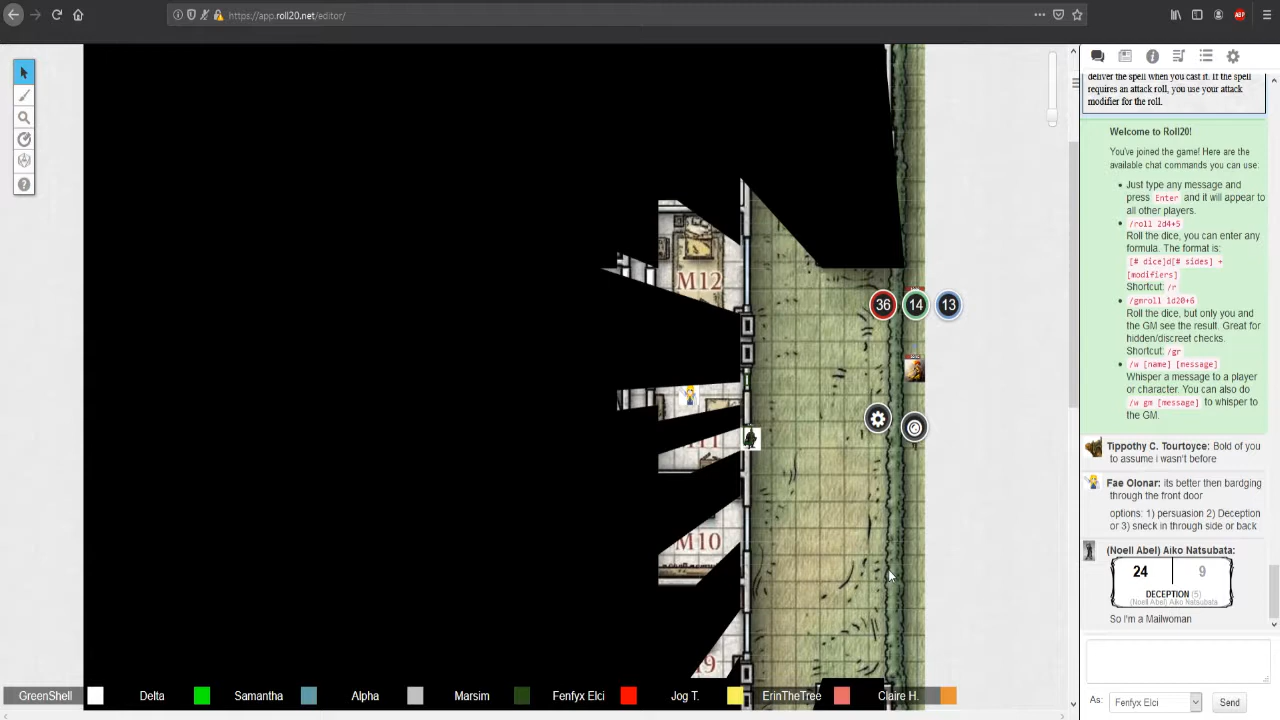 https://app.roll20.net/editor/
ABP
deliver the spell when you cast it. If the spell
requires an attack roll, you use your attack
modifier for the roll.
Welcome to Roll20!
You've joined the game! Here are the
available chat commands you can
use:
Just type any message and
press Enter and it will appear to
all other players.
/roll 2d4+5
Roll the dice, you can enter any
formula. The format is:
[# dice]d[# sides] +
[modifiers]
Shortcut: /r
/gmroll 1d20+6
Roll the dice, but only you and
the GM see the result. Great for
hidden/discreet checks.
Shortcut: /gr
/w [name] [message]
Whisper a message to a player
or character. You can also do
/w gm [message] to whisper to
the GM.
Tippothy C. Tourtoyce: Bold of you
to assume i wasn't before
Fae Olonar: its better then bardging
through the front door
options: 1) persuasion 2) Deception
or 3) sneck in through side or back
(Noell Abel) Aiko Natsubata:
24 9
DECEPTION (5)
(Noell Abel) Aiko Natsubata
So I'm a Mailwoman
As: Fenfyx Elci Send
M12
36 14 13
M10
GreenShell Delta Samantha Alpha Marsim Fenfyx Elci Jog T. ErinTheTree Claire H.